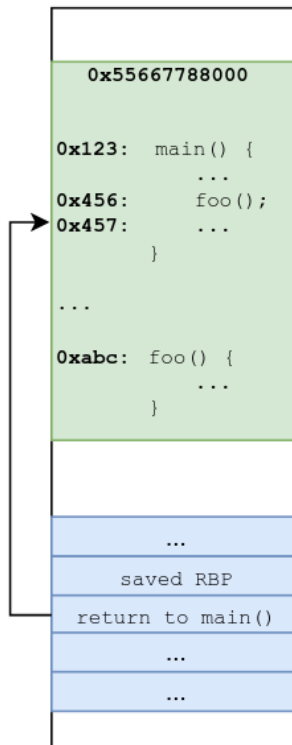 0x55667788000
0x123: main() {
...
0x456: foo();
0x457: ...
}
...
0xabc: foo() {
...
}
...
saved RBP
return to main()
...
...